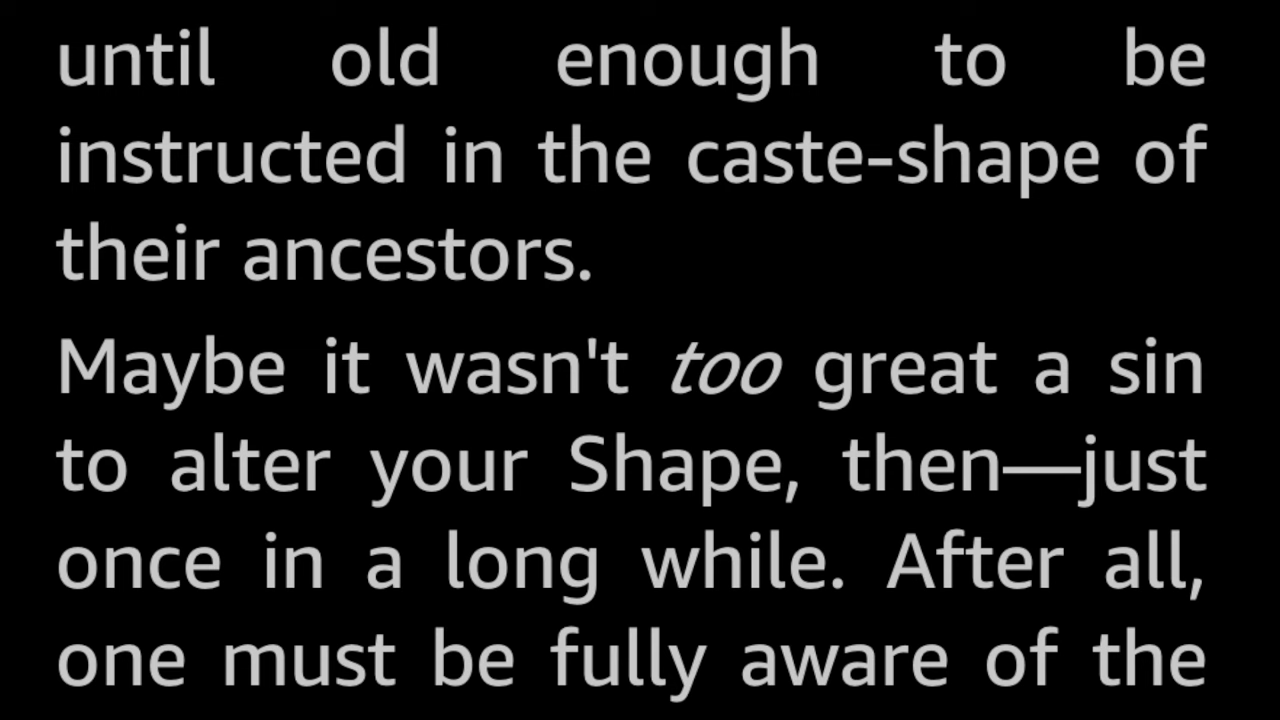 until old enough to be
instructed in the caste-shape of
their ancestors.
Maybe it wasn't too great a sin
to alter your Shape, then—just
once in a long while. After all,
one must be fully aware of the